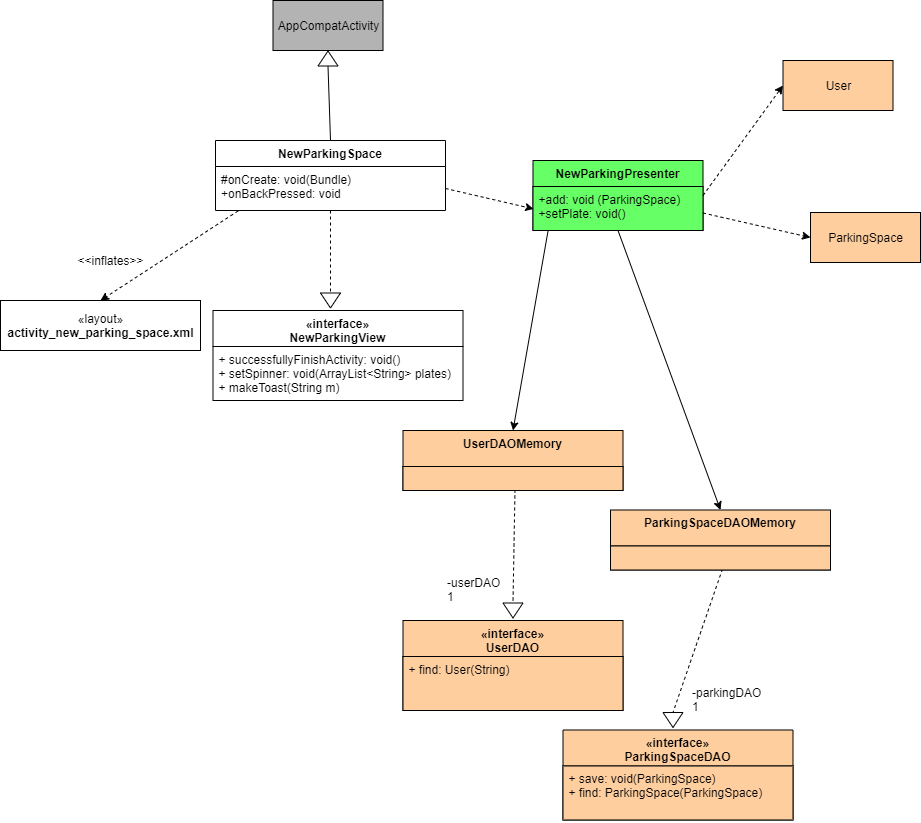 AppCompatActivity
User
NewParkingSpace
#onCreate: void(Bundle)
+onBackPressed: void
NewParkingPresenter
+add: void (ParkingSpace)
+setPlate: void()
ParkingSpace
<<inflates>>
«layout»
activity_new_parking_space.xml
«interface»
NewParkingView
+ successfullyFinishActivity: void()
+ setSpinner: void(ArrayList<String> plates)
+ makeToast(String m)
UserDAOMemory
ParkingSpaceDAOMemory
-userDAO
1
«interface»
UserDAO
+ find: User(String)
-parkingDAO
1
«interface»
ParkingSpaceDAO
+ save: void(ParkingSpace)
+ find: ParkingSpace(ParkingSpace)